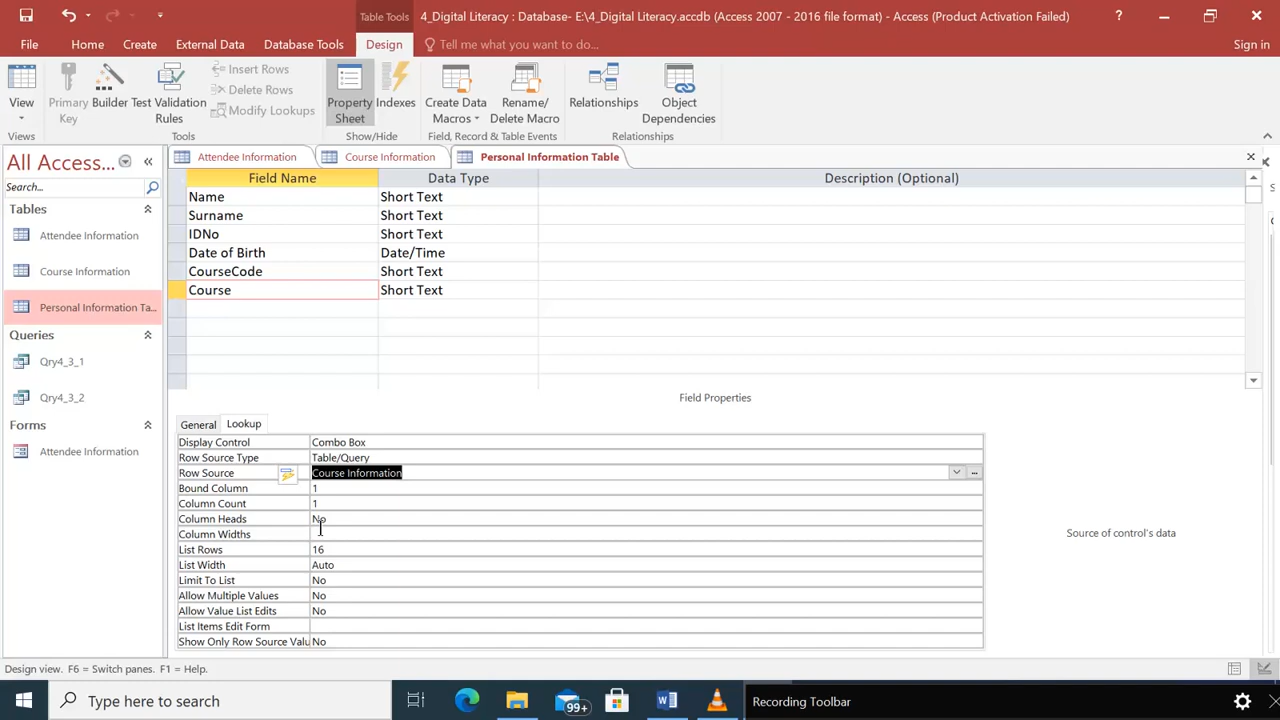 4_Digital Literacy : Database- E:\4_Digital Literacy.accdb (Access 2007 - 2016 file format) - Access (Product Activation Failed)
Table Tools
File Home Create External Data Database Tools Design Tell me what you want to do... Sign in
View
Primary Key
Builder
Test Validation Rules
Insert Rows
Delete Rows
Modify Lookups
Property Sheet
Indexes
Create Data Macros
Rename/ Delete Macro
Relationships
Object Dependencies
Views Tools Show/Hide Field, Record & Table Events Relationships
All Access...
Search...
Tables
Attendee Information
Course Information
Personal Information Ta...
Queries
Qry4_3_1
Qry4_3_2
Forms
Attendee Information
Attendee Information Course Information Personal Information Table
Field Name Data Type Description (Optional)
Name Short Text
Surname Short Text
IDNo Short Text
Date of Birth Date/Time
CourseCode Short Text
Course Short Text
Field Properties
General Lookup
Display Control Combo Box
Row Source Type Table/Query
Row Source Course Information
Bound Column 1
Column Count 1
Column Heads No
Column Widths
List Rows 16
List Width Auto
Limit To List No
Allow Multiple Values No
Allow Value List Edits No
List Items Edit Form
Show Only Row Source Valu No
Source of control's data
Design view. F6 = Switch panes. F1 = Help.
Type here to search
99+
Recording Toolbar